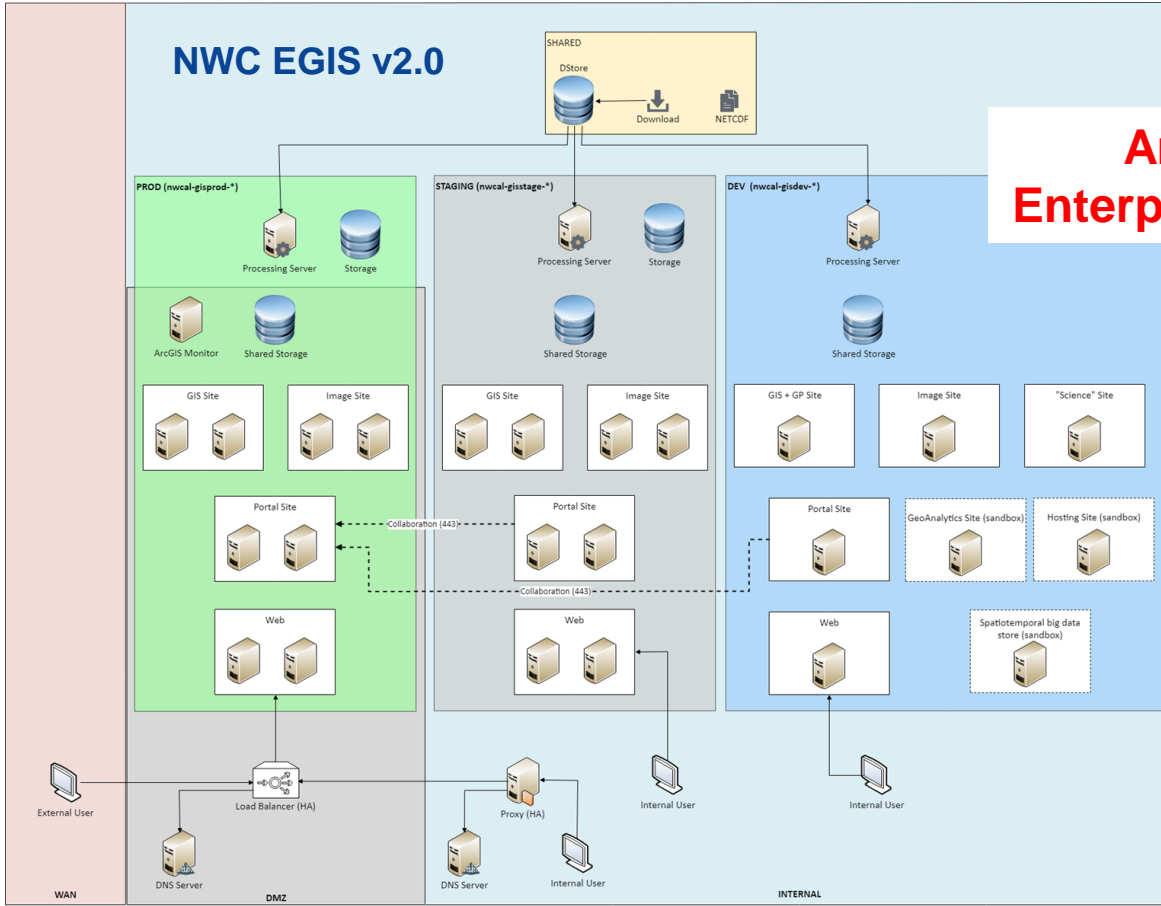 NWC EGIS v2.0
SHARED
DStore
Download
NETCDF
PROD (nwcal-gisprod-*)
STAGING (nwcal-gisstage-*)
DEV (nwcal-gisdev-*)
Processing Server
Storage
Processing Server
Storage
Processing Server
ArcGIS Monitor
Shared Storage
Shared Storage
Shared Storage
GIS Site
Image Site
GIS Site
Image Site
GIS + GP Site
Image Site
"Science" Site
Portal Site
Collaboration (443)
Portal Site
Portal Site
GeoAnalytics Site (sandbox)
Hosting Site (sandbox)
Collaboration (443)
Web
Web
Web
Spatiotemporal big data
store (sandbox)
External User
Load Balancer (HA)
Proxy (HA)
Internal User
Internal User
DNS Server
DNS Server
Internal User
WAN
DMZ
INTERNAL